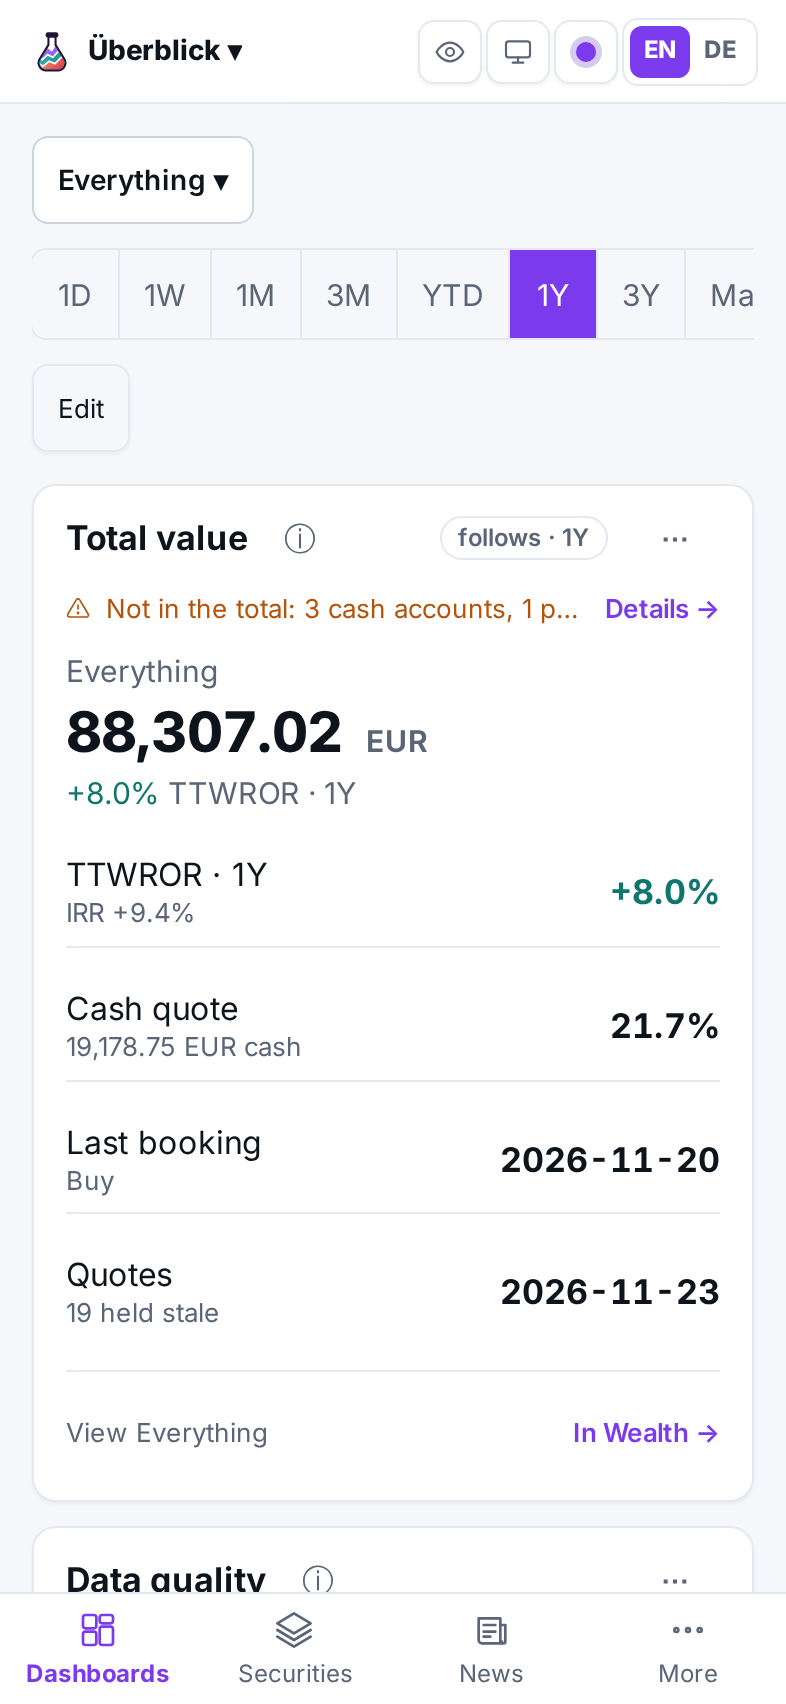 Überblick ▾
EN DE
Everything ▾
1D 1W 1M 3M YTD 1Y 3Y Ma
Edit
Total value ⓘ follows · 1Y ...
Not in the total: 3 cash accounts, 1 p... Details →
Everything
88,307.02 EUR
+8.0% TTWROR · 1Y
TTWROR · 1Y
+8.0%
IRR +9.4%
Cash quote
21.7%
19,178.75 EUR cash
Last booking
2026-11-20
Buy
Quotes
2026-11-23
19 held stale
View Everything In Wealth →
Data quality ⓘ ...
Dashboards Securities News More